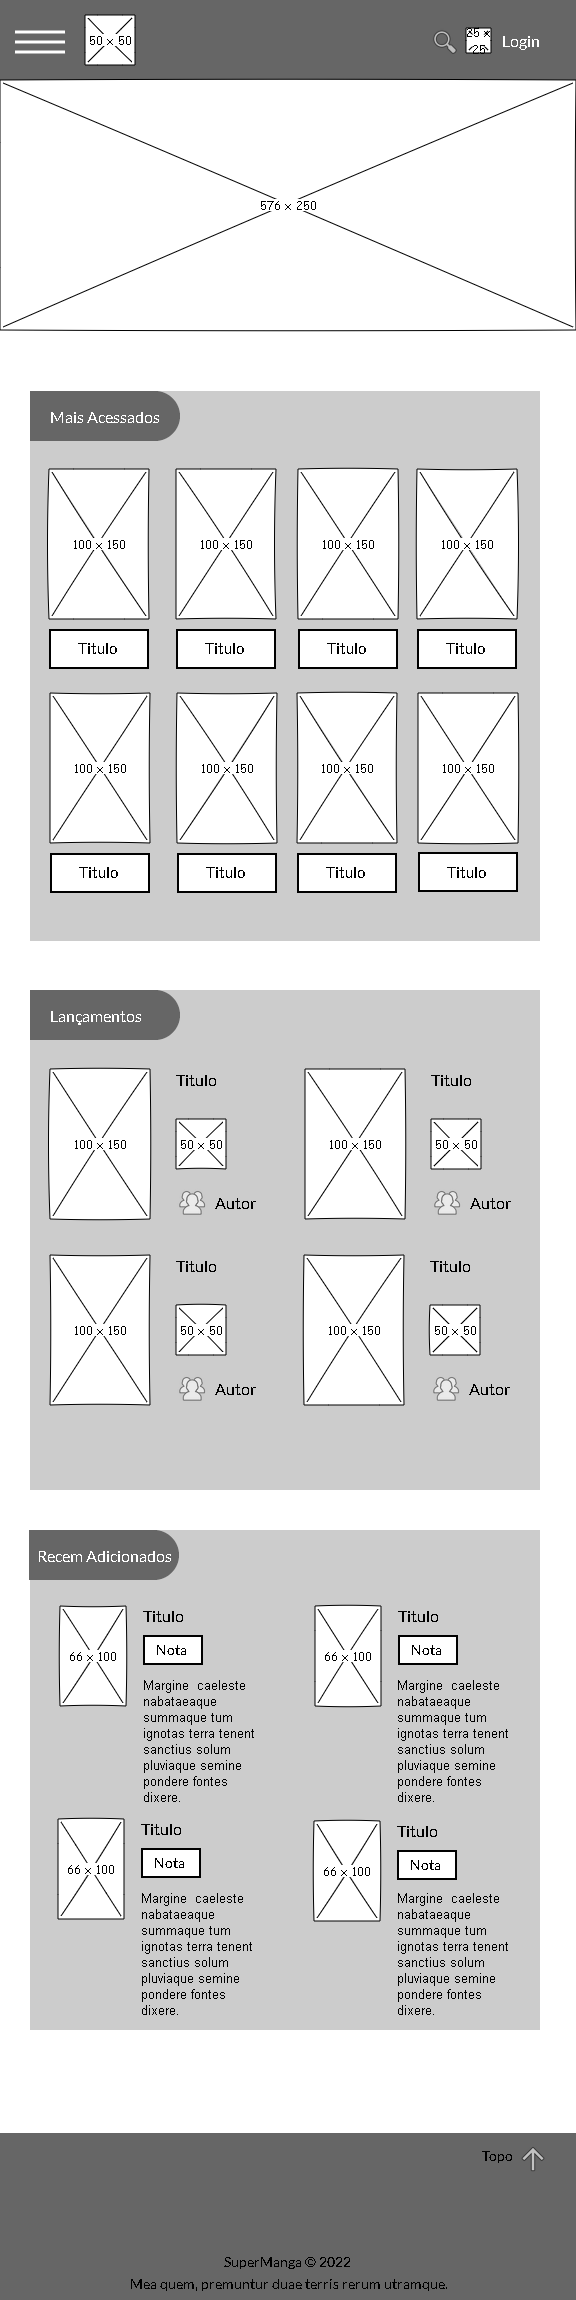 50 × 50
25 ×
25
Login
576 × 250
Mais Acessados
100 × 150
100 × 150
100 × 150
100 × 150
Titulo
Titulo
Titulo
Titulo
100 × 150
100 × 150
100 × 150
100 × 150
Titulo
Titulo
Titulo
Titulo
Lançamentos
100 × 150
Titulo
50 × 50
Autor
100 × 150
Titulo
50 × 50
Autor
100 × 150
Titulo
50 × 50
Autor
100 × 150
Titulo
50 × 50
Autor
Recem Adicionados
66 × 100
Titulo
Nota
Margine caeleste
nabataeaque
summaque tum
ignotas terra tenent
sanctius solum
pluviaque semine
pondere fontes
dixere.
66 × 100
Titulo
Nota
Margine caeleste
nabataeaque
summaque tum
ignotas terra tenent
sanctius solum
pluviaque semine
pondere fontes
dixere.
66 × 100
Titulo
Nota
Margine caeleste
nabataeaque
summaque tum
ignotas terra tenent
sanctius solum
pluviaque semine
pondere fontes
dixere.
66 × 100
Titulo
Nota
Margine caeleste
nabataeaque
summaque tum
ignotas terra tenent
sanctius solum
pluviaque semine
pondere fontes
dixere.
Topo
SuperManga © 2022
Mea quem, premuntur duae terris rerum utramque.